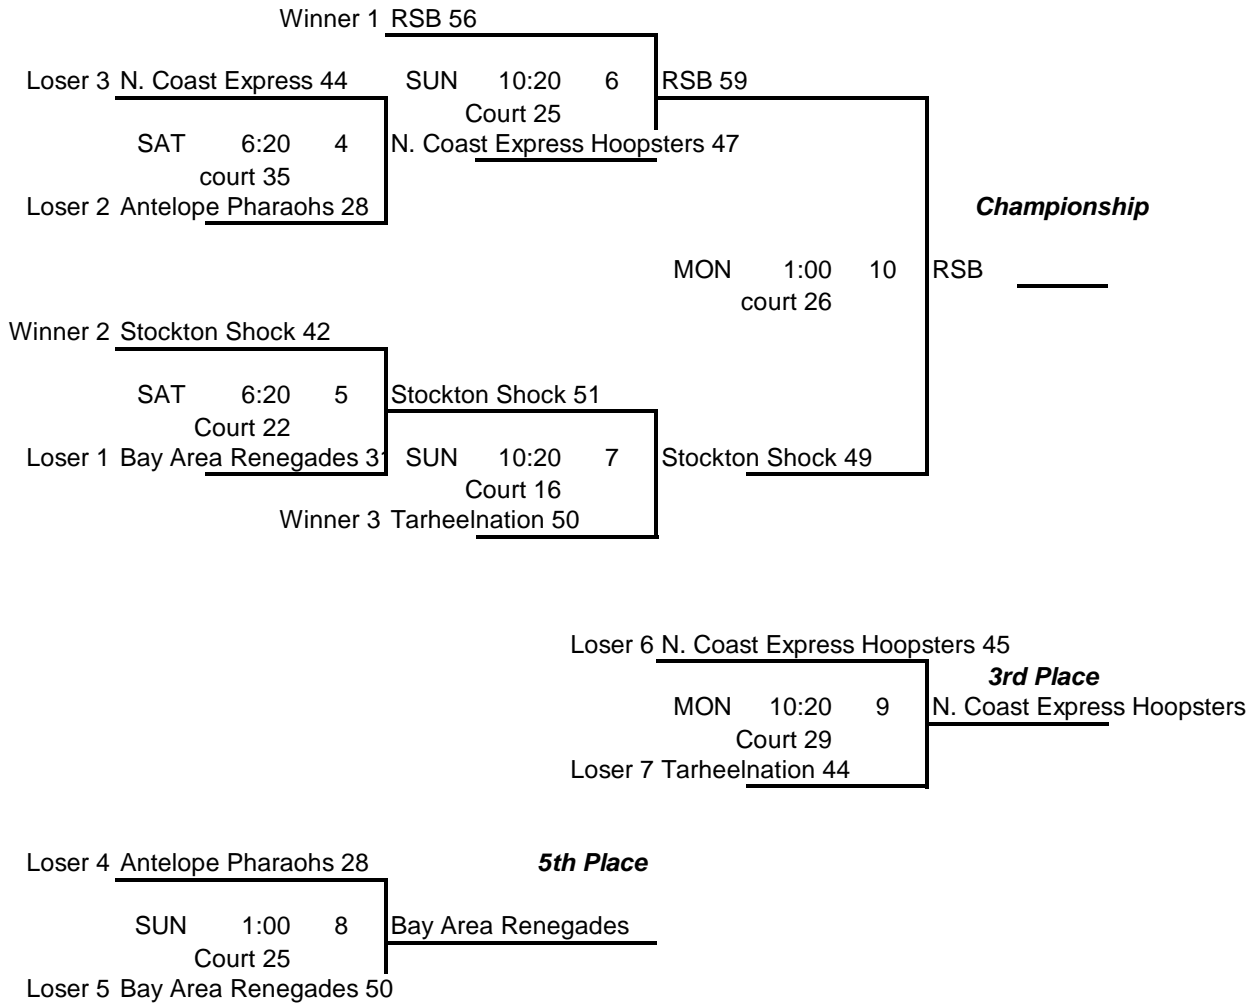 Winner 1 RSB 56
Loser 3 N. Coast Express 44 SUN 10:20 6 RSB 59
Court 25
SAT 6:20 4 N. Coast Express Hoopsters 47
court 35
Loser 2 Antelope Pharaohs 28 Championship
MON 1:00 10 RSB
court 26
Winner 2 Stockton Shock 42
SAT 6:20 5 Stockton Shock 51
Court 22
Loser 1 Bay Area Renegades 31 SUN 10:20 7 Stockton Shock 49
Court 16
Winner 3 Tarheelnation 50
Loser 6 N. Coast Express Hoopsters 45
3rd Place
MON 10:20 9 N. Coast Express Hoopsters
Court 29
Loser 7 Tarheelnation 44
Loser 4 Antelope Pharaohs 28 5th Place
SUN 1:00 8 Bay Area Renegades
Court 25
Loser 5 Bay Area Renegades 50